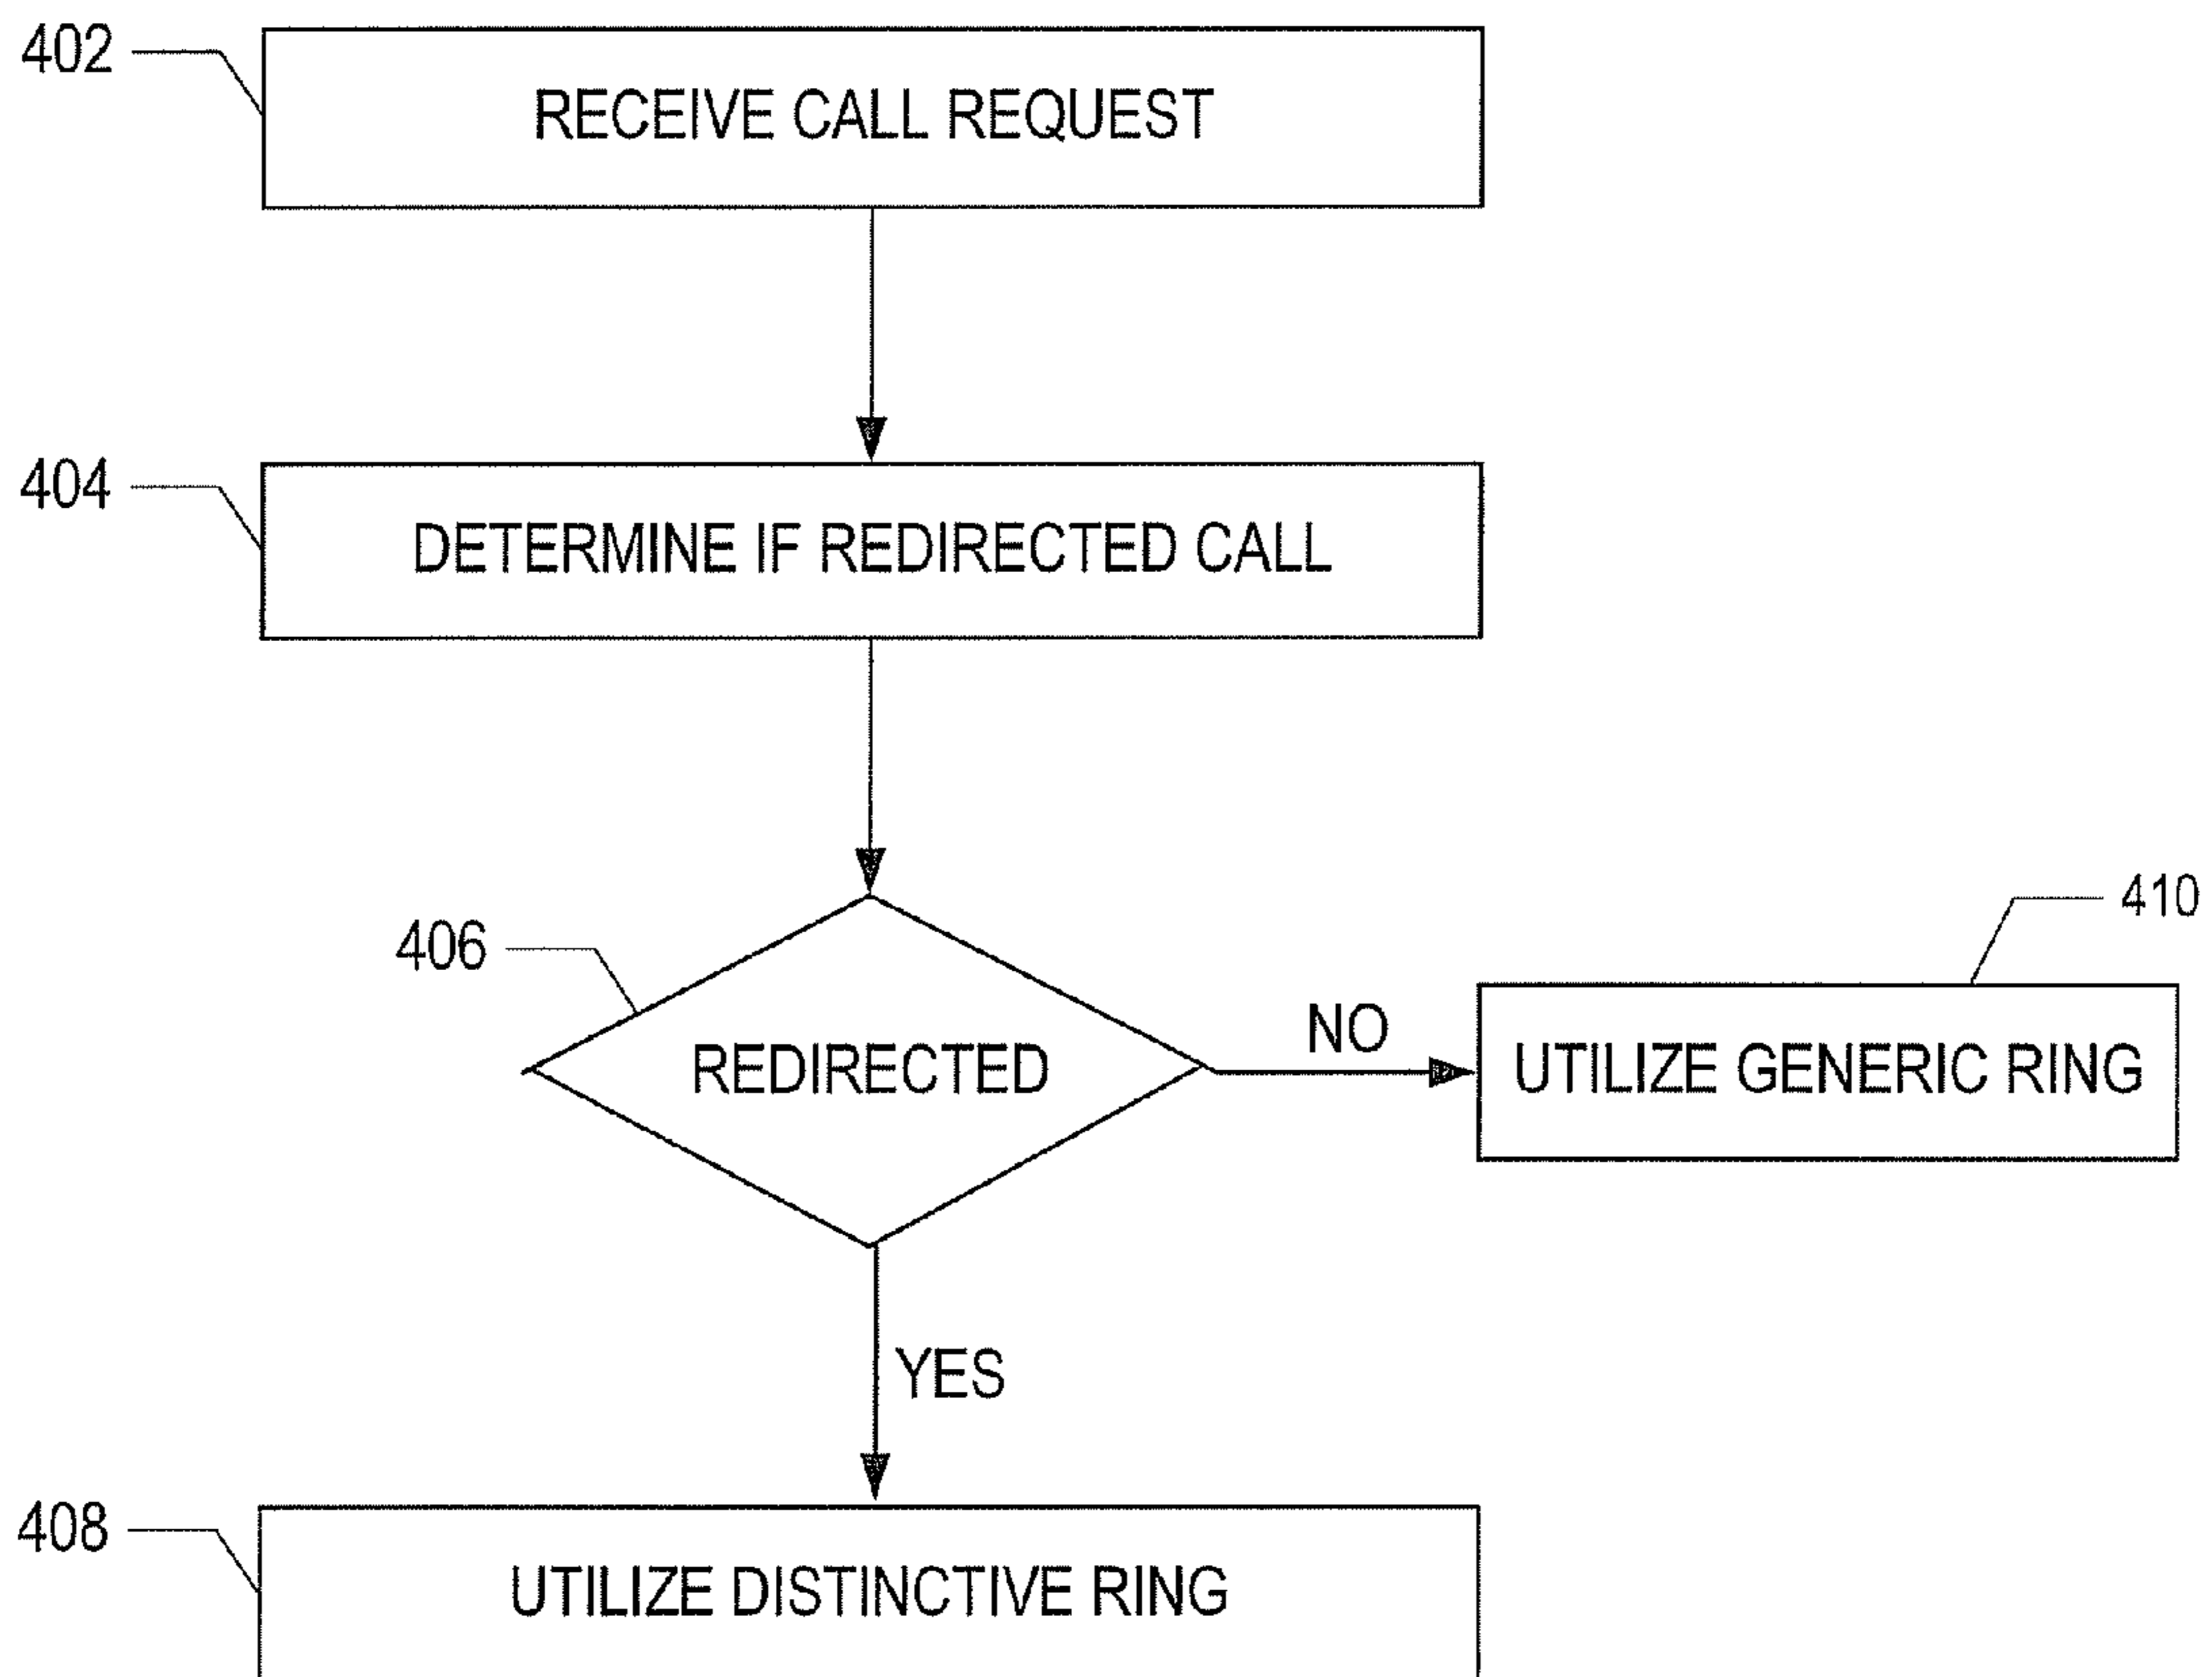 402
RECEIVE CALL REQUEST
404
DETERMINE IF REDIRECTED CALL
406
REDIRECTED
NO
410
UTILIZE GENERIC RING
YES
408
UTILIZE DISTINCTIVE RING